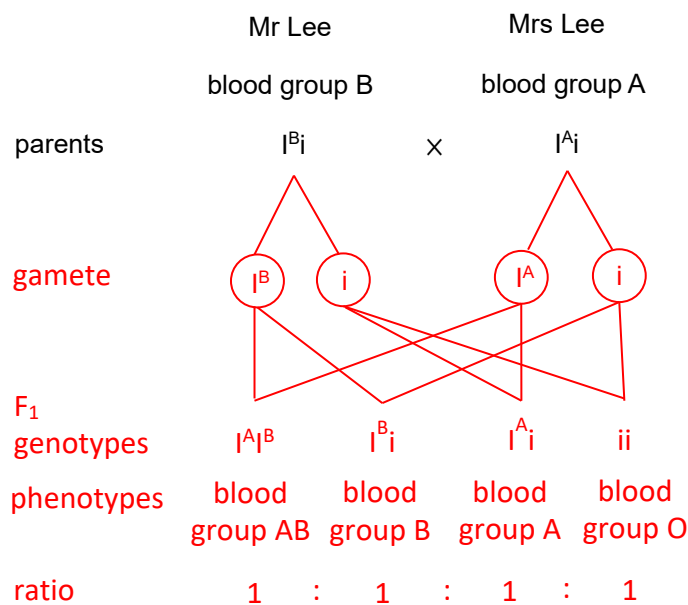 Mr Lee Mrs Lee
blood group B blood group A
parents IᴮI × Iᴬi
gamete Iᴮ i Iᴬ i
F₁
genotypes IᴬIᴮ Iᴮi Iᴬi ii
phenotypes blood blood blood blood
group AB group B group A group O
ratio 1 : 1 : 1 : 1